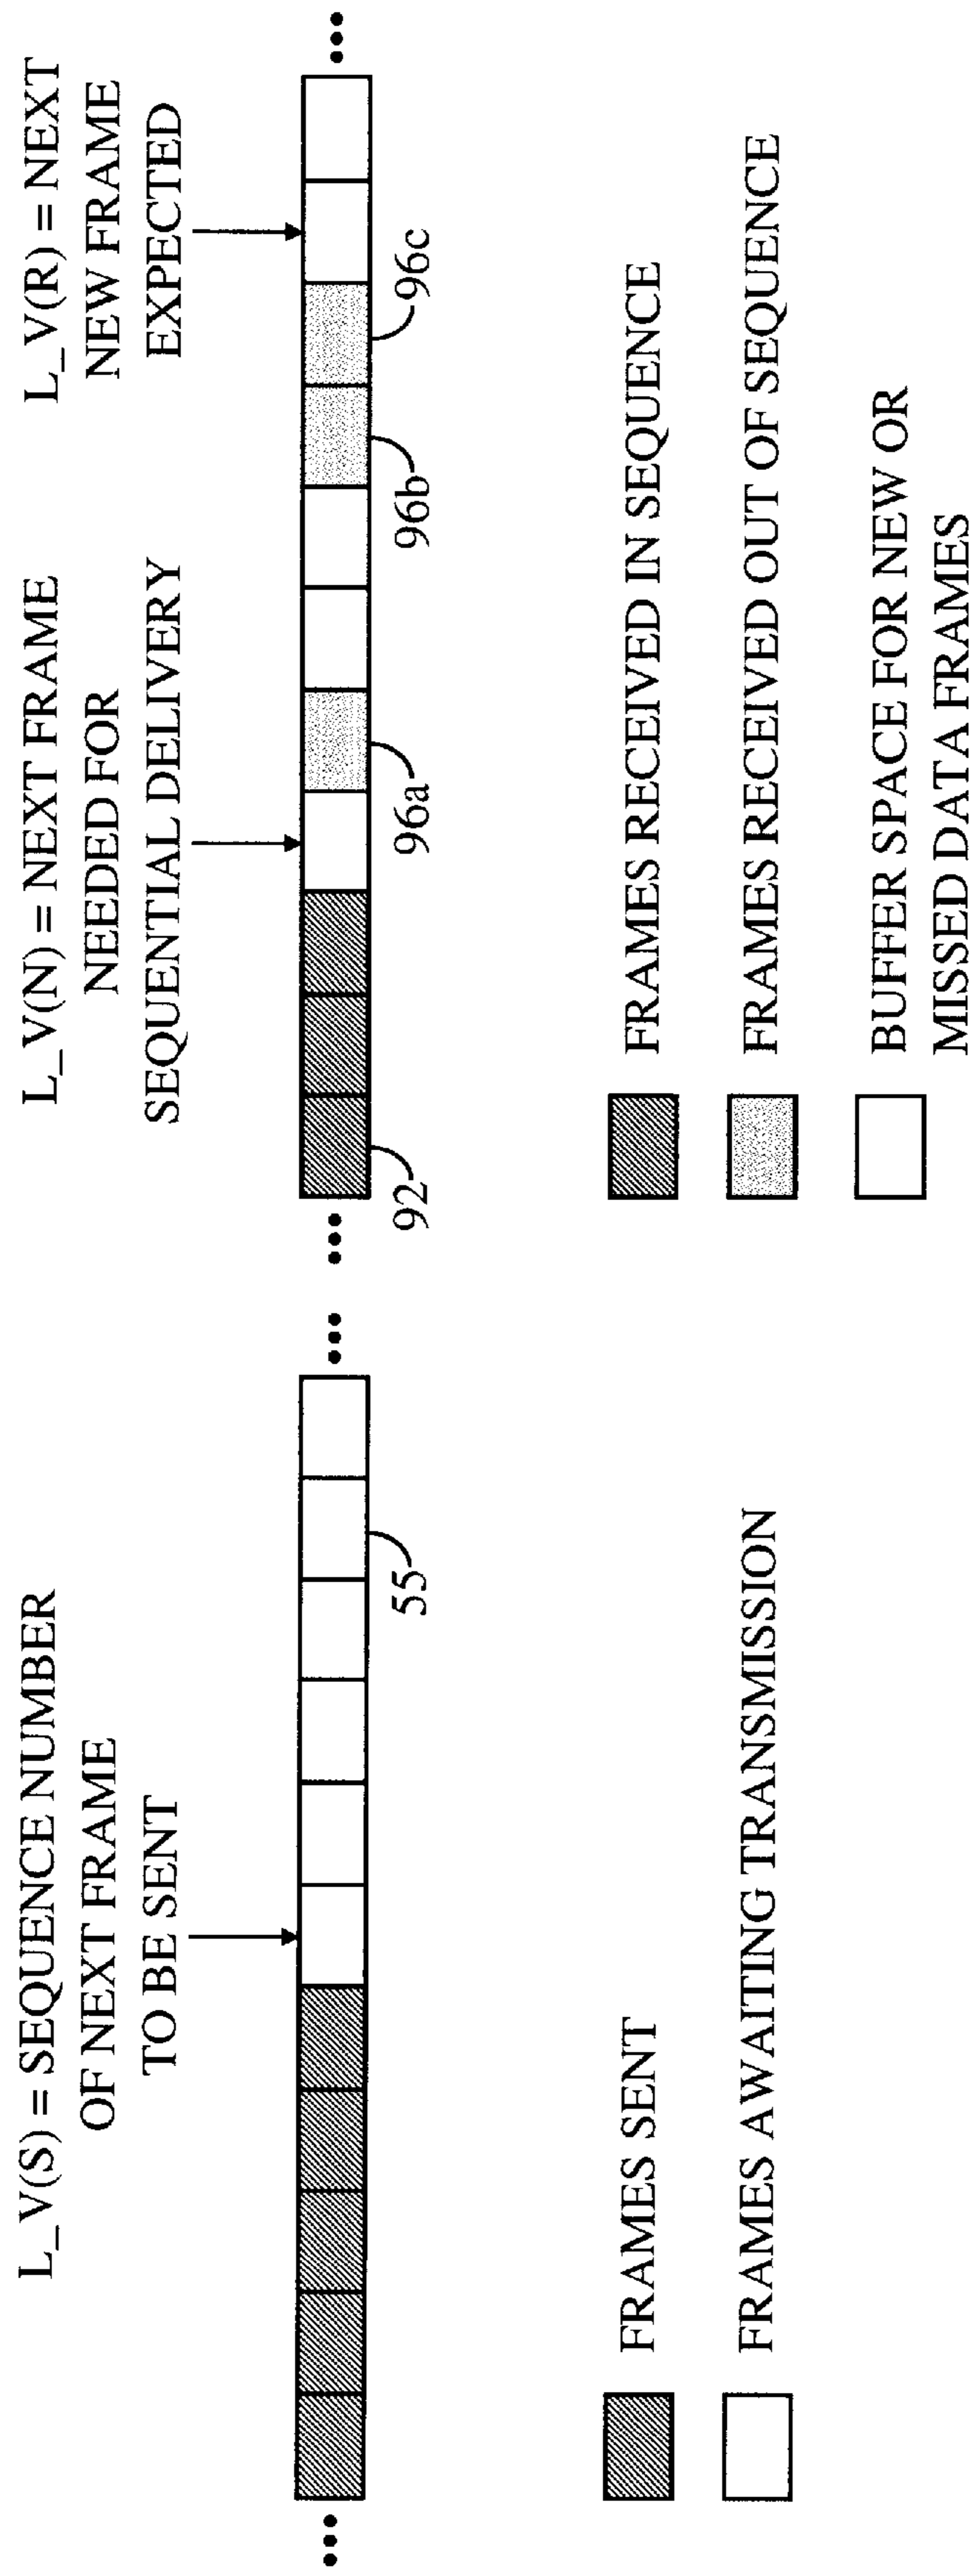 L_V(S) = SEQUENCE NUMBER
OF NEXT FRAME
TO BE SENT
55
FRAMES SENT
FRAMES AWAITING TRANSMISSION
L_V(N) = NEXT FRAME
NEEDED FOR
SEQUENTIAL DELIVERY
L_V(R) = NEXT
NEW FRAME
EXPECTED
92
96a
96b
96c
FRAMES RECEIVED IN SEQUENCE
FRAMES RECEIVED OUT OF SEQUENCE
BUFFER SPACE FOR NEW OR
MISSED DATA FRAMES